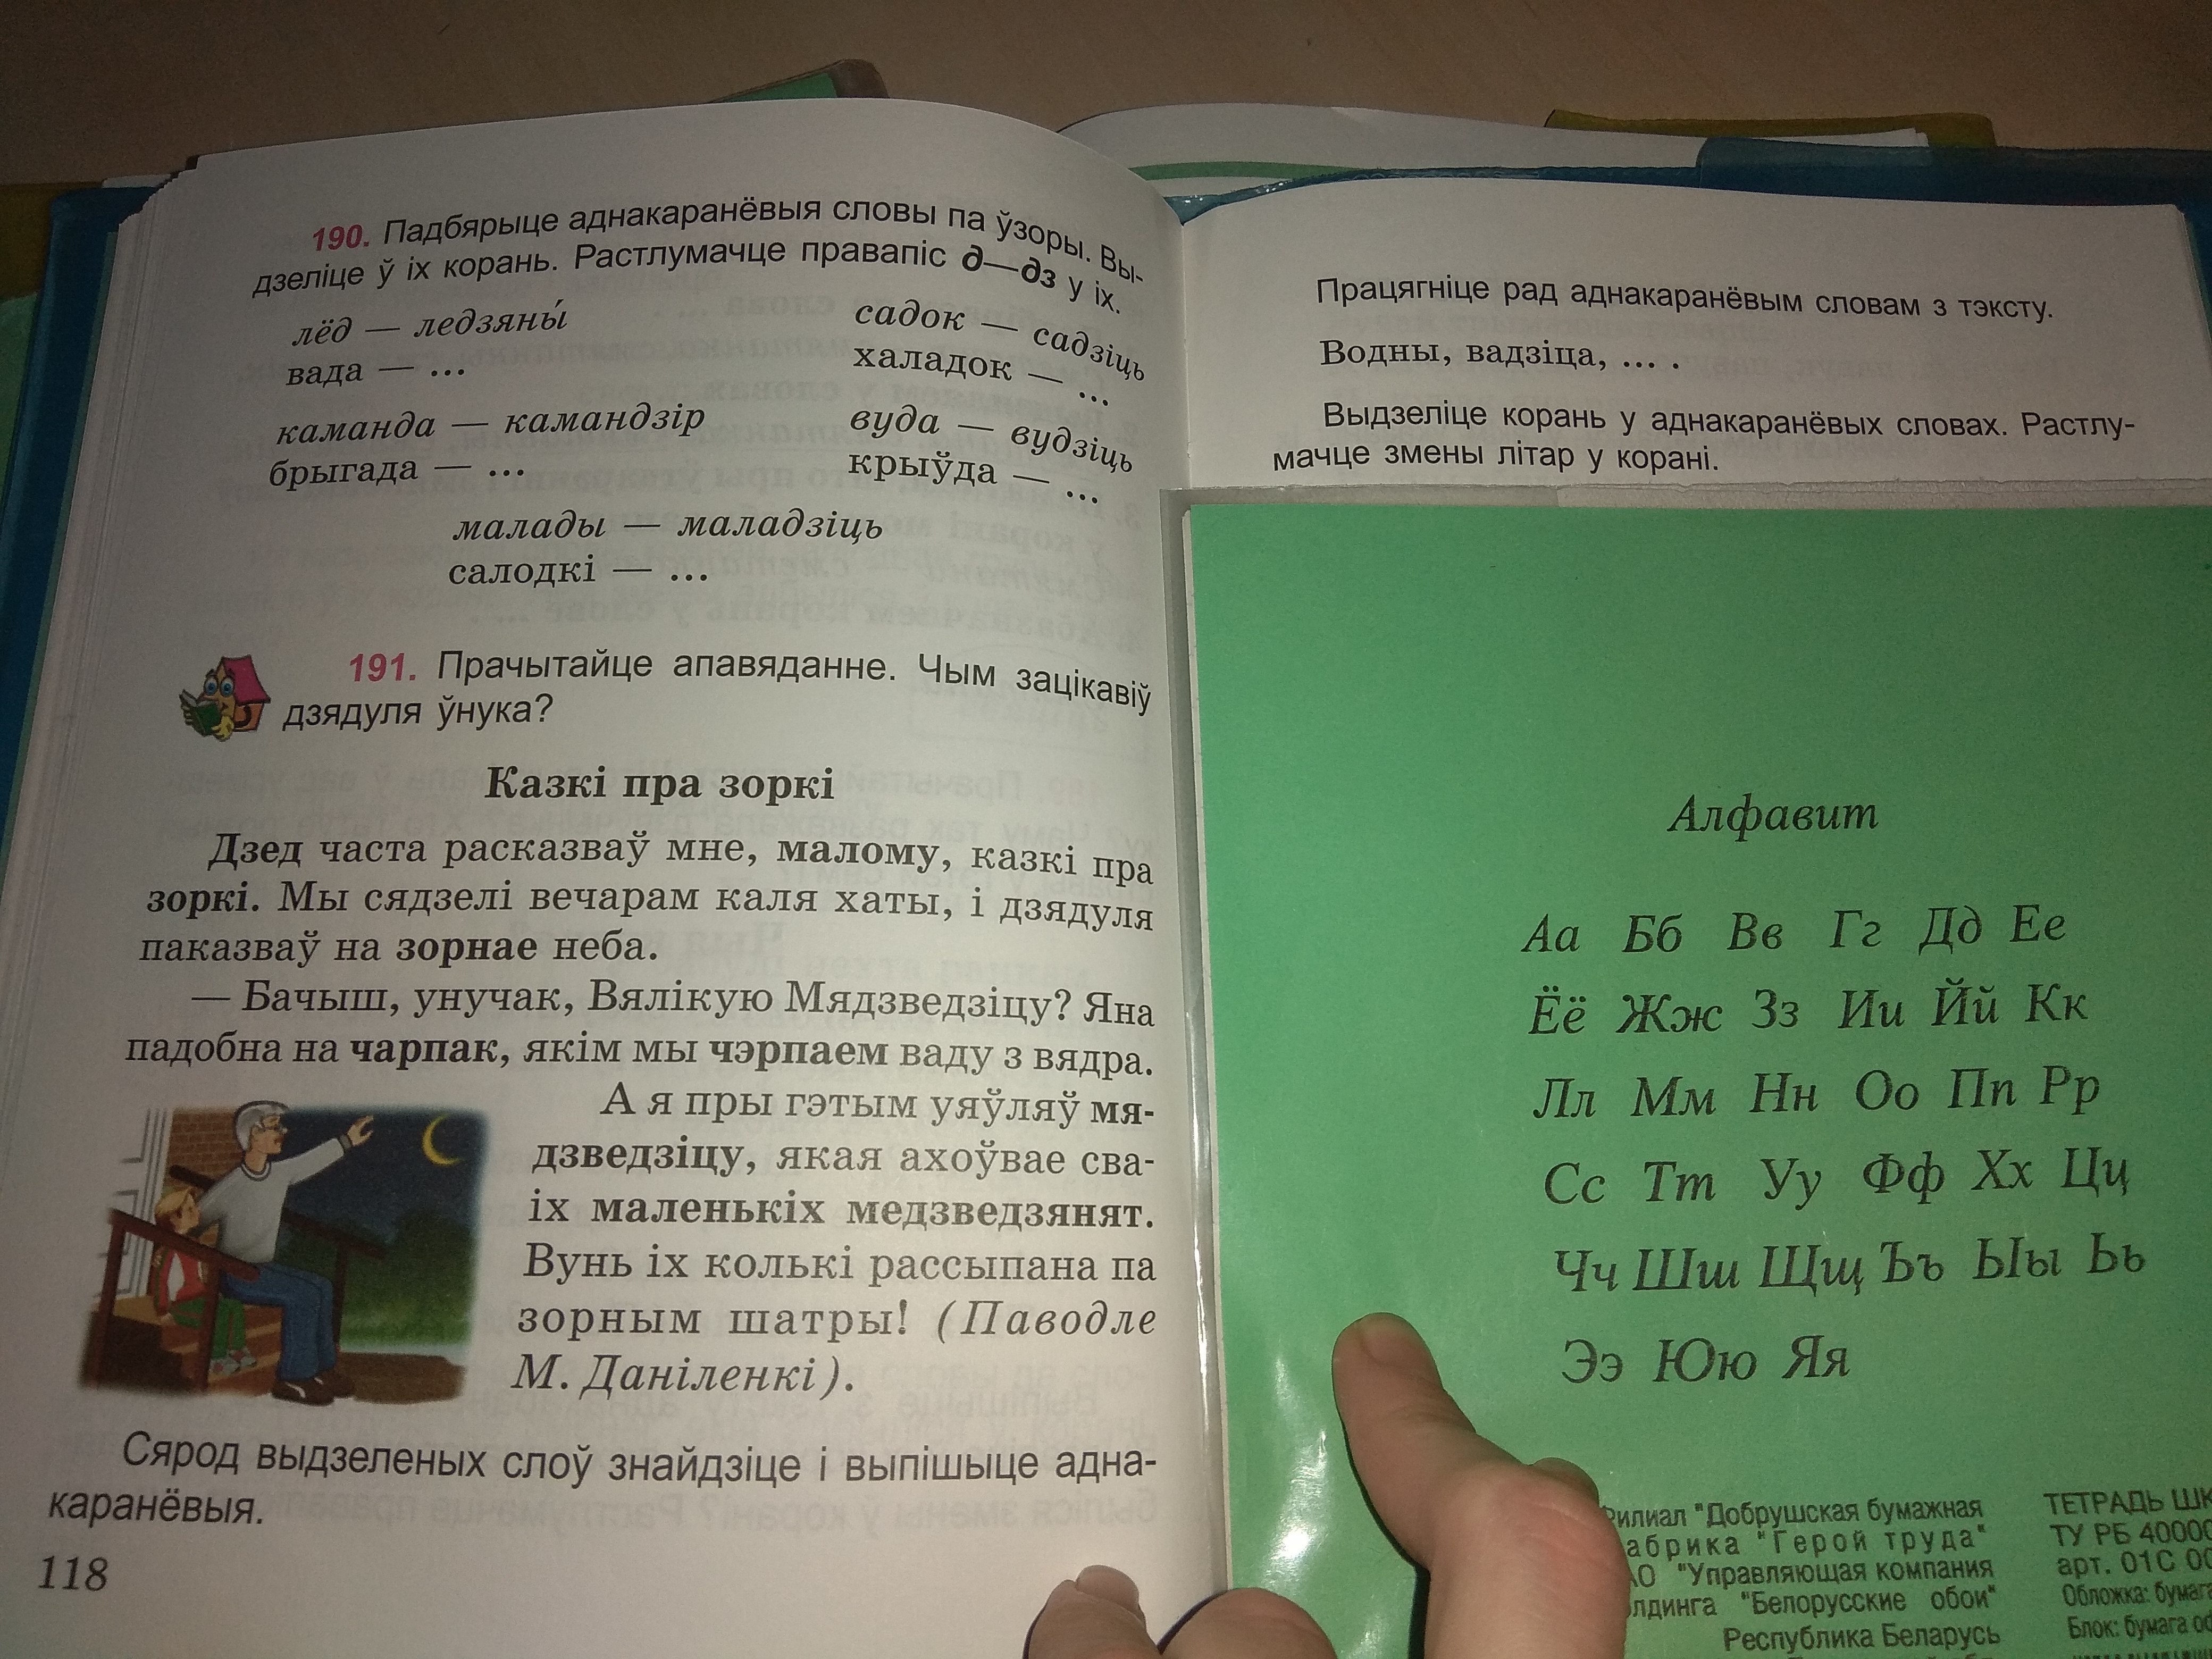 190. Падбярыце аднакаранёвыя словы па ўзоры. Вы-
дзеліце ў іх корань. Растлумачце правапіс д—дз у іх.
лёд — ледзяны́
вада — ...
садок — садзіць
халадок — ...
каманда — камандзір
брыгада — ...
вуда — вудзіць
крыўда — ...
малады — маладзіць
салодкі — ...
191. Прачытайце апавяданне. Чым зацікавіў
дзядуля ўнука?
Казкі пра зоркі
Дзед часта расказваў мне, малому, казкі пра
зоркі. Мы сядзелі вечарам каля хаты, і дзядуля
паказваў на зорнае неба.
— Бачыш, унучак, Вялікую Мядзведзіцу? Яна
падобна на чарпак, якім мы чэрпаем ваду з вядра.
А я пры гэтым уяўляў мя-
дзведзіцу, якая ахоўвае сва-
іх маленькіх медзведзянят.
Вунь іх колькі рассыпана па
зорным шатры! (Паводле
М. Даніленкі).
Сярод выдзеленых слоў знайдзіце і выпішыце адна-
каранёвыя.
118
Працягніце рад аднакаранёвым словам з тэксту.
Водны, вадзіца, ... .
Выдзеліце корань у аднакаранёвых словах. Растлу-
мачце змены літар у корані.
Алфавит
Аа Бб Вв Гг Дд Ее
Ёё Жж Зз Ии Йй Кк
Лл Мм Нн Оо Пп Рр
Сс Тт Уу Фф Хх Цц
Чч Шш Щщ Ъъ Ыы Ьь
Ээ Юю Яя
Филиал "Добрушская бумажная
абрика "Герой труда"
АО "Управляющая компания
олдинга "Белорусские обои"
Республика Беларусь
ТЕТРАДЬ ШК
ТУ РБ 40000
арт. 01С 00
Обложка: бумага
Блок: бумага оф